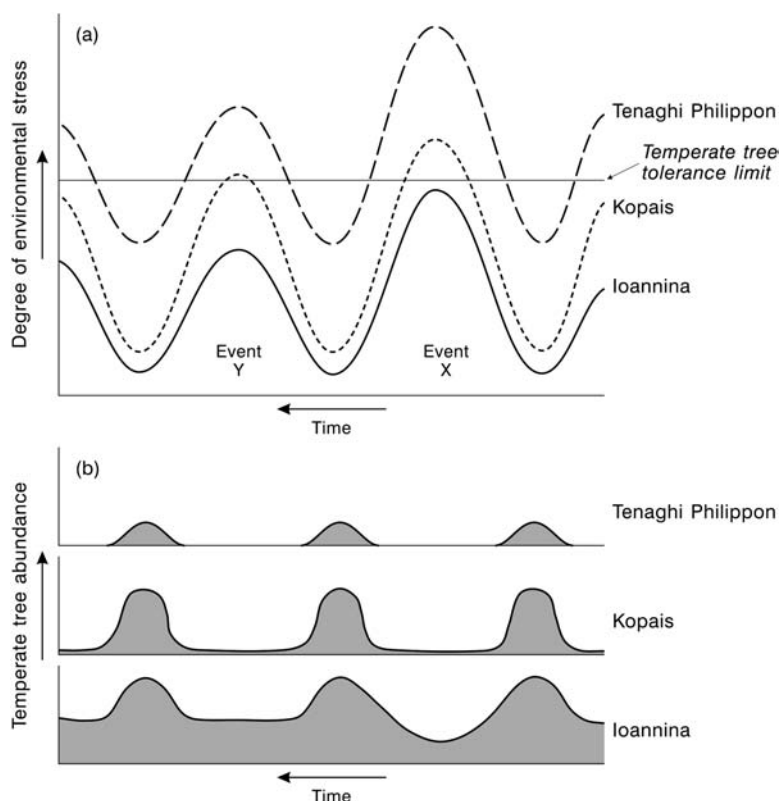 (a)
Degree of environmental stress
Tenaghi Philippon
Temperate tree
tolerance limit
Kopais
Ioannina
Event
Y
Event
X
Time
(b)
Temperate tree abundance
Tenaghi Philippon
Kopais
Ioannina
Time